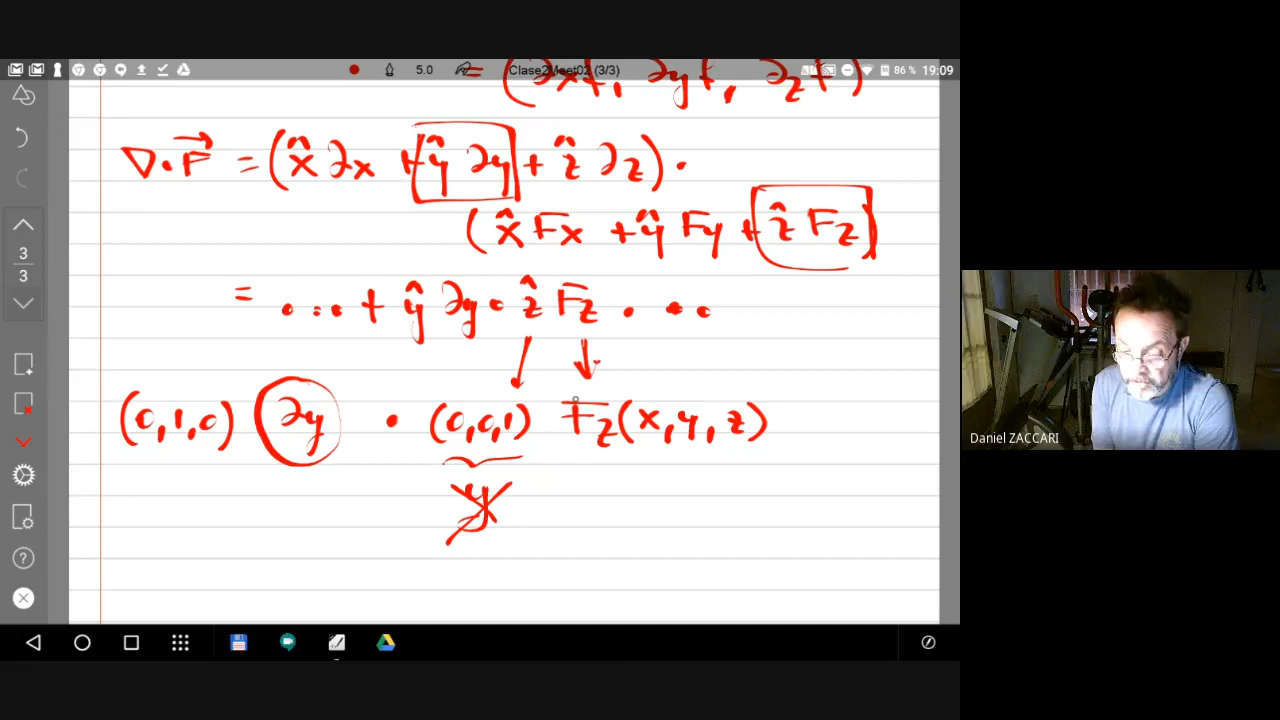 5.0 Clase2Meet02 (3/3) 86 % 19:09
= (∂xf, ∂yf, ∂zf)
∇·F⃗ = (x̂ ∂x + ŷ ∂y + ẑ ∂z) ·
(x̂ Fx + ŷ Fy + ẑ Fz)
= ... + ŷ ∂y · ẑ Fz . ..
(0,1,0) ∂y · (0,0,1) Fz(x,y,z)
3
3
Daniel ZACCARI